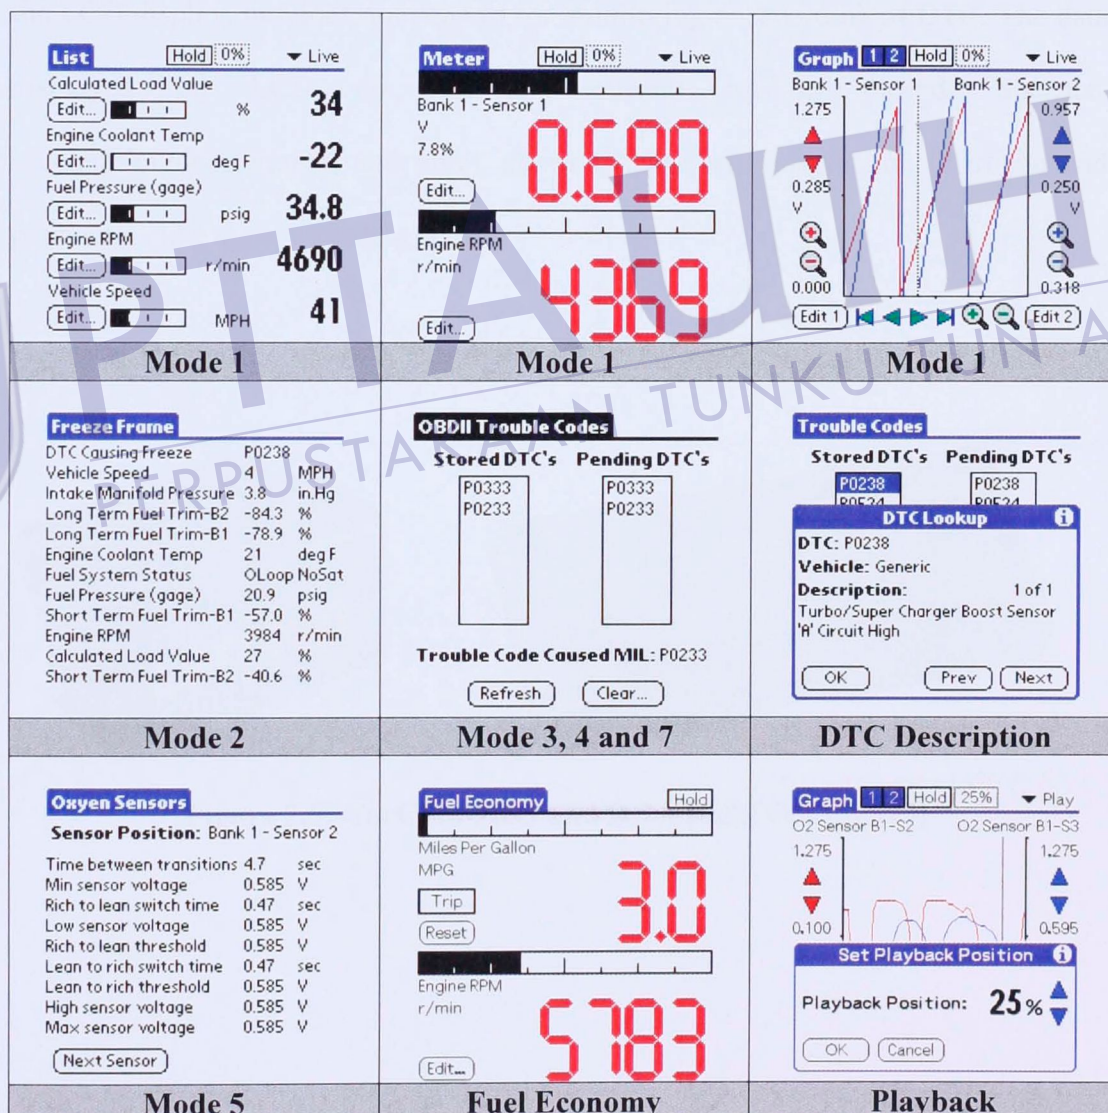 List Hold 0% Live
Calculated Load Value
Edit... % 34
Engine Coolant Temp
Edit... deg F -22
Fuel Pressure (gage)
Edit... psig 34.8
Engine RPM
Edit... r/min 4690
Vehicle Speed
Edit... MPH 41
Mode 1
Meter Hold 0% Live
Bank 1 - Sensor 1
V
7.8%
0.690
Edit...
Engine RPM
r/min
4369
Edit...
Mode 1
Graph 1 2 Hold 0% Live
Bank 1 - Sensor 1 Bank 1 - Sensor 2
1.275 0.957
0.285 0.250
V V
0.000 0.318
Edit 1 Edit 2
Mode 1
Freeze Frame
DTC Causing Freeze P0238
Vehicle Speed 4 MPH
Intake Manifold Pressure 3.8 in.Hg
Long Term Fuel Trim-B2 -84.3 %
Long Term Fuel Trim-B1 -78.9 %
Engine Coolant Temp 21 deg F
Fuel System Status OLoop NoSat
Fuel Pressure (gage) 20.9 psig
Short Term Fuel Trim-B1 -57.0 %
Engine RPM 3984 r/min
Calculated Load Value 27 %
Short Term Fuel Trim-B2 -40.6 %
Mode 2
OBDII Trouble Codes
Stored DTC's Pending DTC's
P0333 P0333
P0233 P0233
Trouble Code Caused MIL: P0233
Refresh Clear...
Mode 3, 4 and 7
Trouble Codes
Stored DTC's Pending DTC's
P0238 P0238
DTC Lookup i
DTC: P0238
Vehicle: Generic
Description: 1 of 1
Turbo/Super Charger Boost Sensor
'A' Circuit High
OK Prev Next
DTC Description
Oxyen Sensors
Sensor Position: Bank 1 - Sensor 2
Time between transitions 4.7 sec
Min sensor voltage 0.585 V
Rich to lean switch time 0.47 sec
Low sensor voltage 0.585 V
Rich to lean threshold 0.585 V
Lean to rich switch time 0.47 sec
Lean to rich threshold 0.585 V
High sensor voltage 0.585 V
Max sensor voltage 0.585 V
Next Sensor
Mode 5
Fuel Economy Hold
Miles Per Gallon
MPG
3.0
Trip
Reset
Engine RPM
r/min
5783
Edit...
Fuel Economy
Graph 1 2 Hold 25% Play
O2 Sensor B1-S2 O2 Sensor B1-S3
1.275 1.275
0.100 0.595
Set Playback Position i
Playback Position: 25 %
OK Cancel
Playback
PTTAUTH
PERPUSTAKAAN TUNKU TUN A